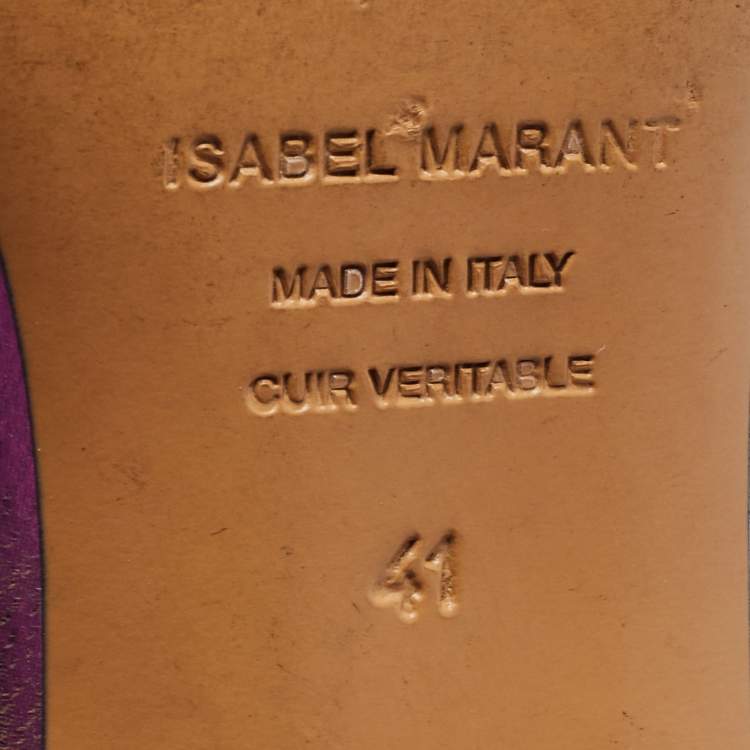 ISABEL MARANT
MADE IN ITALY
CUIR VERITABLE
41